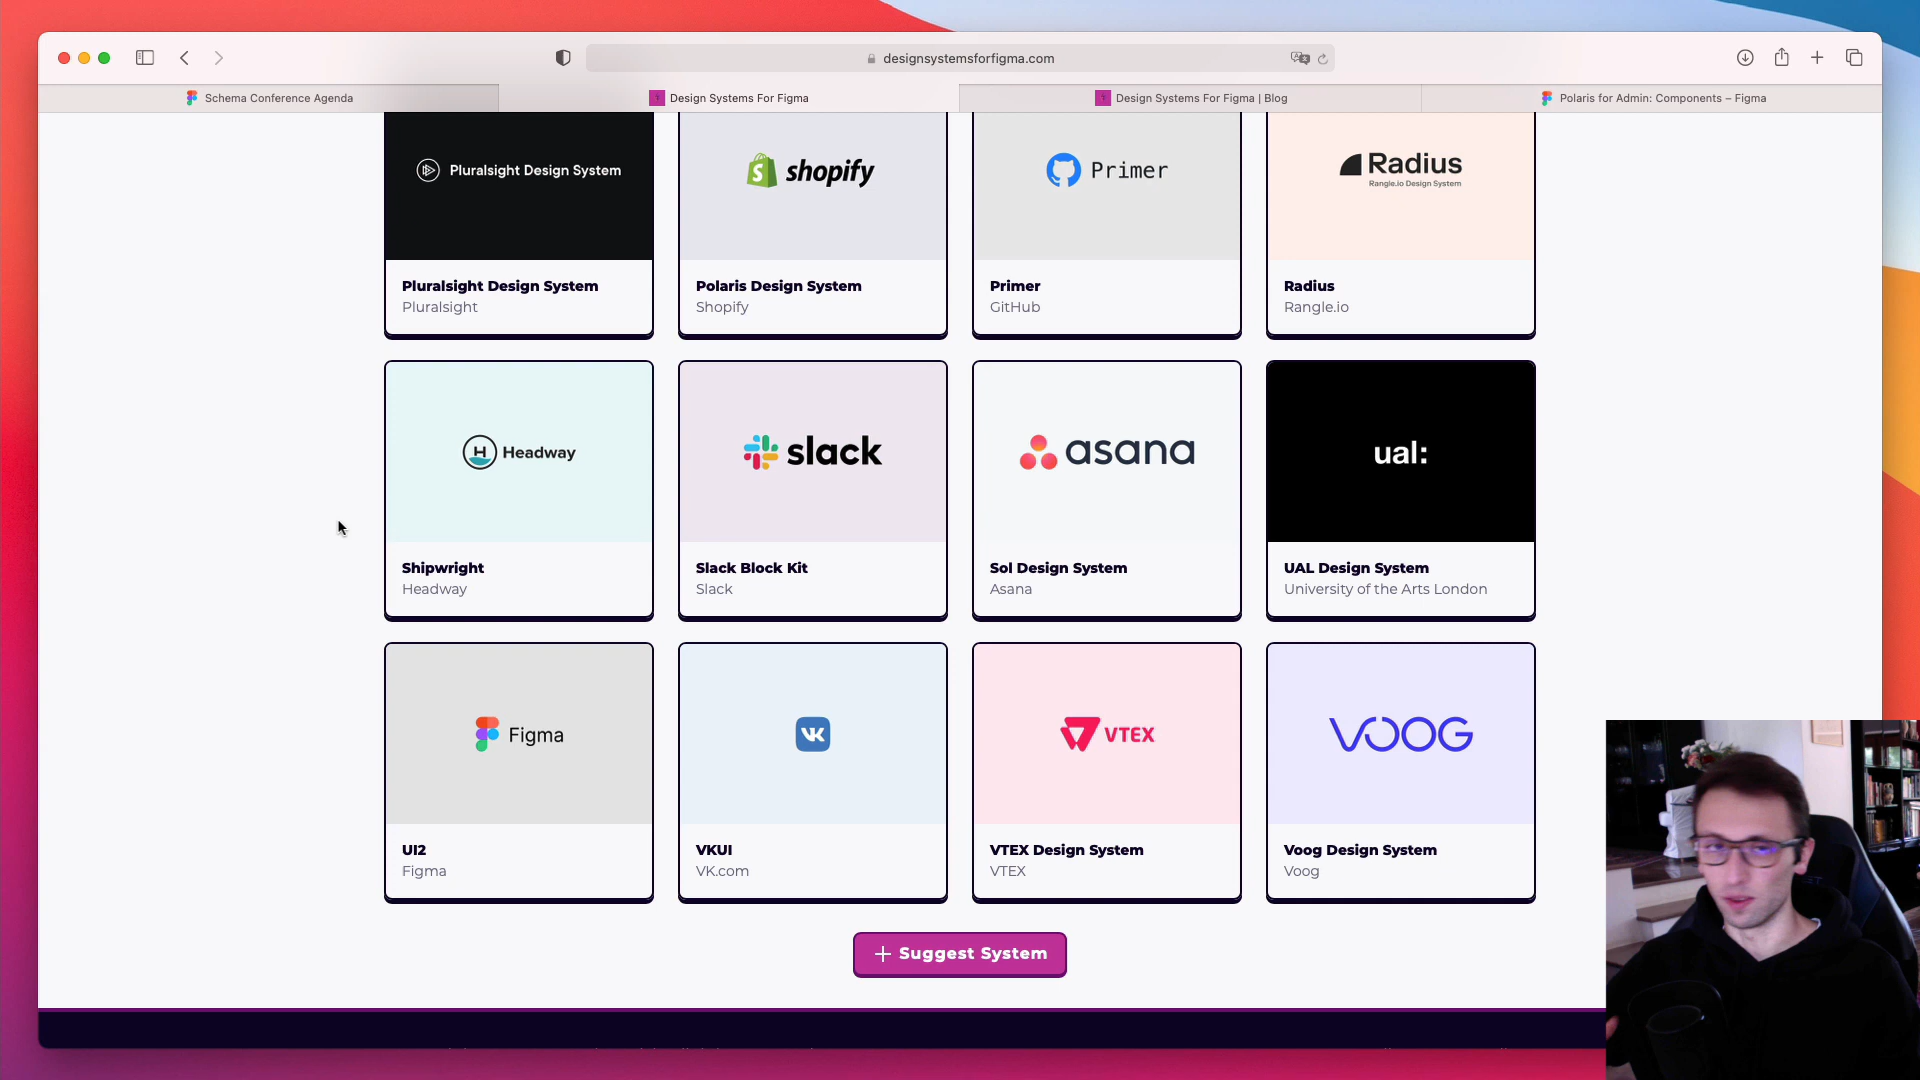 designsystemsforfigma.com
Schema Conference Agenda
Design Systems For Figma
Design Systems For Figma | Blog
Polaris for Admin: Components – Figma
Pluralsight Design System
shopify
Primer
Radius
Rangle.io Design System
Pluralsight Design System
Pluralsight
Polaris Design System
Shopify
Primer
GitHub
Radius
Rangle.io
H Headway
slack
asana
ual:
Shipwright
Headway
Slack Block Kit
Slack
Sol Design System
Asana
UAL Design System
University of the Arts London
Figma
VK
VTEX
VOOG
UI2
Figma
VKUI
VK.com
VTEX Design System
VTEX
Voog Design System
Voog
+ Suggest System